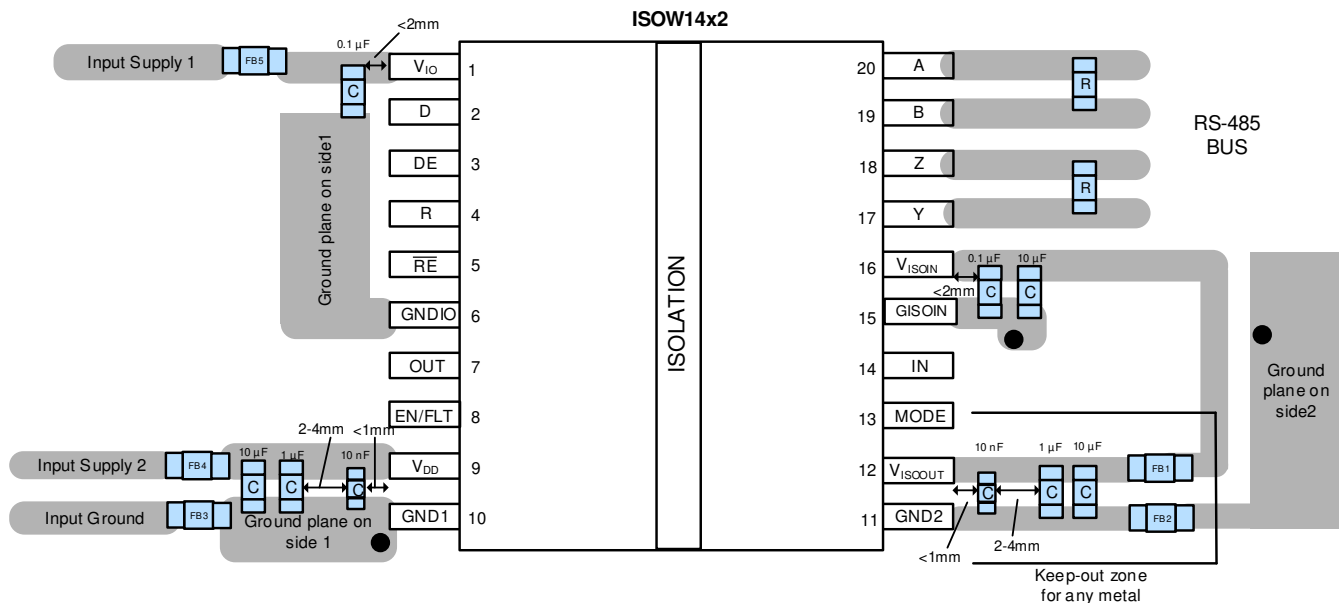 ISOW14x2
<2mm
0.1 µF
Input Supply 1
FB5
C
Ground plane on side1
V_IO 1
D 2
DE 3
R 4
R̅E̅ 5
GNDIO 6
OUT 7
EN/FLT 8
V_DD 9
GND1 10
2-4mm
<1mm
10 µF
1 µF
10 nF
Input Supply 2
FB4
C
C
C
Input Ground
FB3
Ground plane on
side 1
ISOLATION
20 A
19 B
18 Z
17 Y
16 V_ISOIN
15 GISOIN
14 IN
13 MODE
12 V_ISOOUT
11 GND2
R
R
RS-485
BUS
0.1 µF
10 µF
<2mm
C
C
Ground
plane on
side2
10 nF
1 µF
10 µF
C
C
C
FB1
FB2
<1mm
2-4mm
Keep-out zone
for any metal